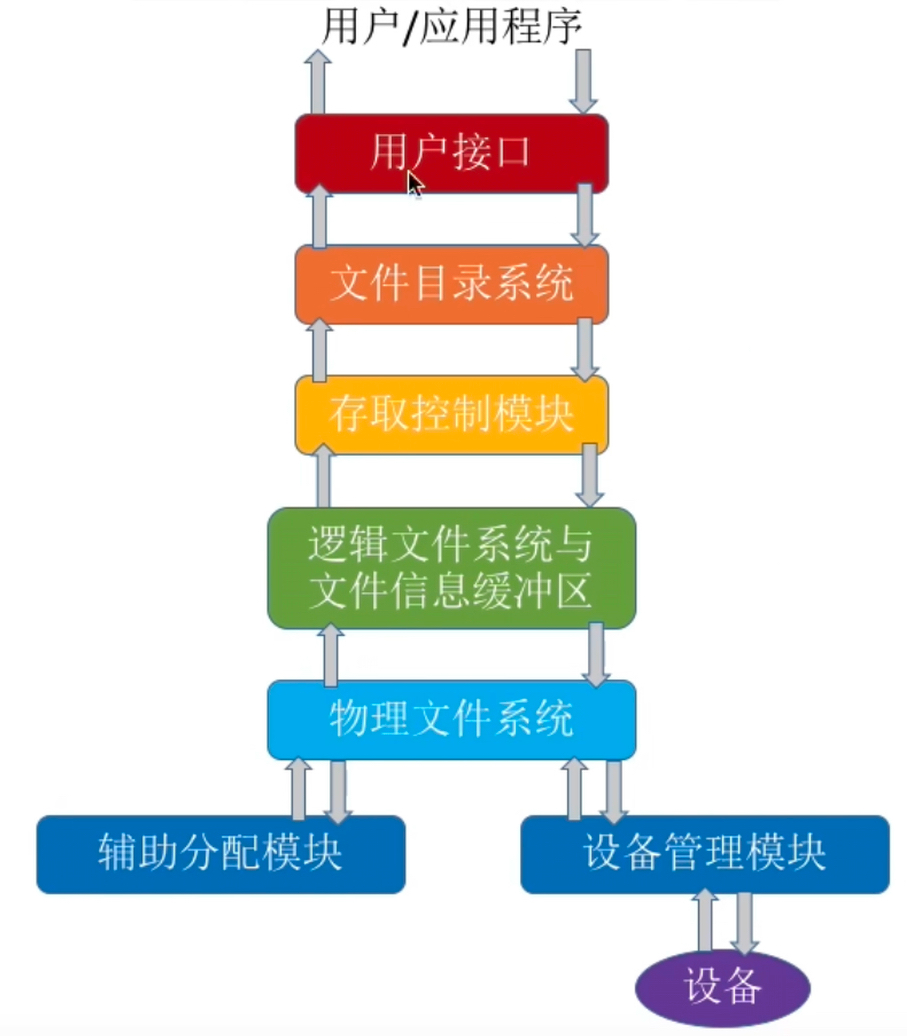 用户/应用程序
用户接口
文件目录系统
存取控制模块
逻辑文件系统与
文件信息缓冲区
物理文件系统
辅助分配模块
设备管理模块
设备